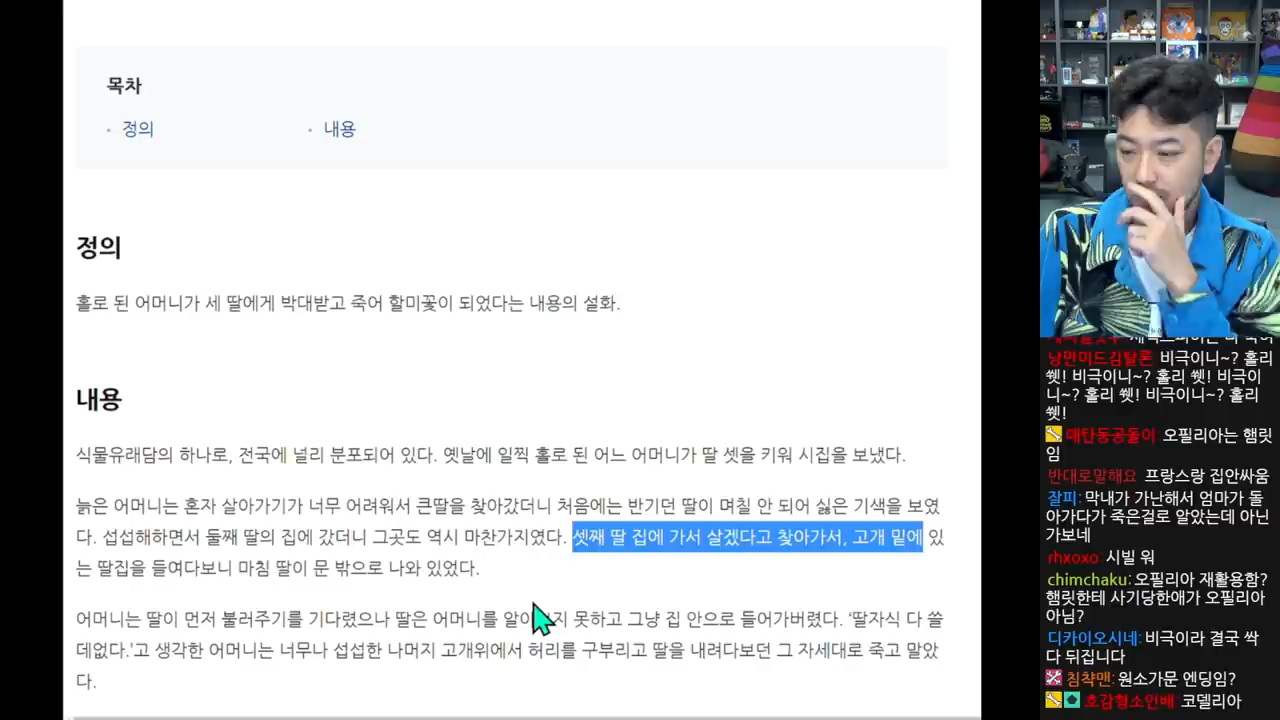 목차
정의
내용
정의
홀로 된 어머니가 세 딸에게 박대받고 죽어 할미꽃이 되었다는 내용의 설화.
내용
식물유래담의 하나로, 전국에 널리 분포되어 있다. 옛날에 일찍 홀로 된 어느 어머니가 딸 셋을 키워 시집을 보냈다.
늙은 어머니는 혼자 살아가기가 너무 어려워서 큰딸을 찾아갔더니 처음에는 반기던 딸이 며칠 안 되어 싫은 기색을 보였
다. 섭섭해하면서 둘째 딸의 집에 갔더니 그곳도 역시 마찬가지였다. 셋째 딸 집에 가서 살겠다고 찾아가서, 고개 밑에 있
는 딸집을 들여다보니 마침 딸이 문 밖으로 나와 있었다.
어머니는 딸이 먼저 불러주기를 기다렸으나 딸은 어머니를 알아 지 못하고 그냥 집 안으로 들어가버렸다. ‘딸자식 다 쓸
데없다.’고 생각한 어머니는 너무나 섭섭한 나머지 고개위에서 허리를 구부리고 딸을 내려다보던 그 자세대로 죽고 말았
다.
낭만미드김탈론 비극이니~? 홀리
쒯! 비극이니~? 홀리 쒯! 비극이
니~? 홀리 쒯! 비극이니~? 홀리
쒯!
대탄동공돌이 오필리아는 햄릿
임
반대로말해요 프랑스랑 집안싸움
잘피: 막내가 가난해서 엄마가 돌
아가다가 죽은걸로 알았는데 아닌
가보네
rhxoxo 시빌 워
chimchaku: 오필리아 재활용함?
햄릿한테 사기당한애가 오필리아
아님?
디카이오시네: 비극이라 결국 싹
다 뒤집니다
침착맨: 원소가문 엔딩임?
호감형소인배 코델리아